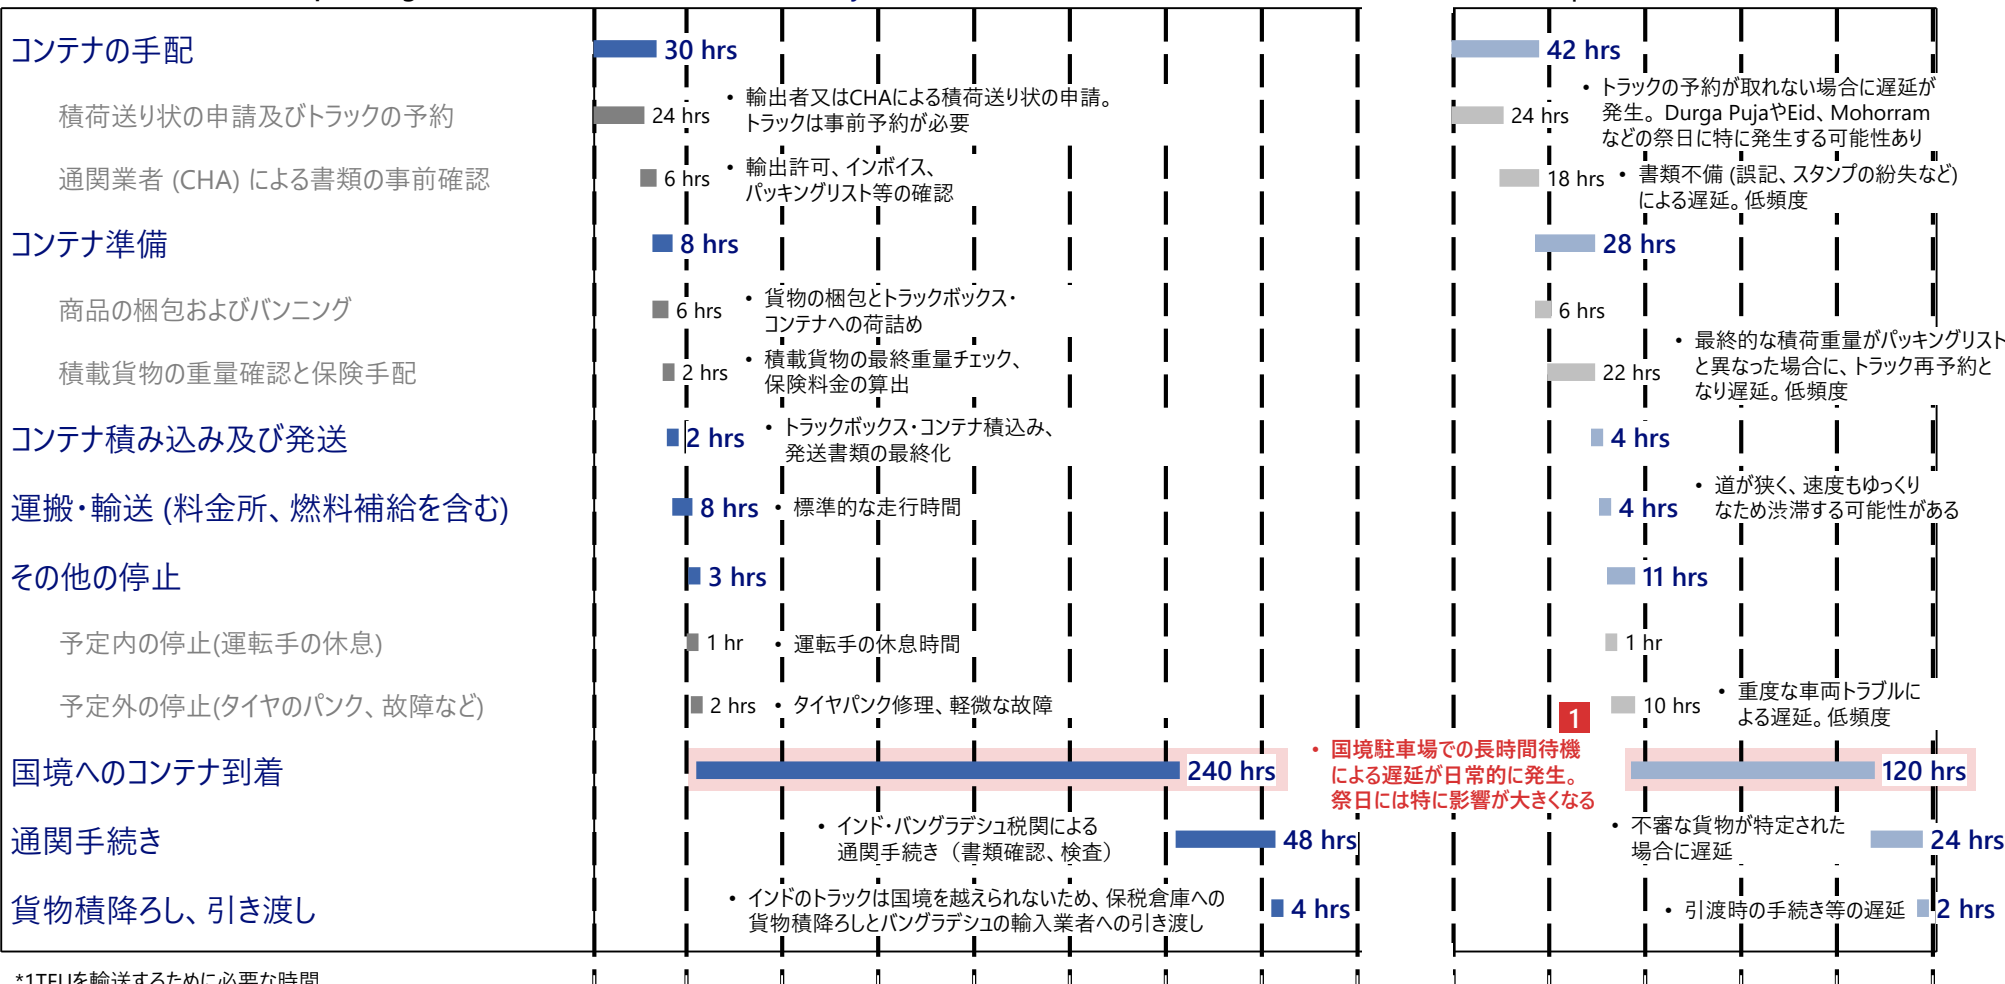 コンテナの手配
30 hrs
42 hrs
積荷送り状の申請及びトラックの予約
24 hrs
• 輸出者又はCHAによる積荷送り状の申請。
トラックは事前予約が必要
24 hrs
• トラックの予約が取れない場合に遅延が
発生。Durga PujaやEid、Mohorram
などの祭日に特に発生する可能性あり
通関業者 (CHA) による書類の事前確認
6 hrs
• 輸出許可、インボイス、
パッキングリスト等の確認
18 hrs
• 書類不備 (誤記、スタンプの紛失など)
による遅延。低頻度
コンテナ準備
8 hrs
28 hrs
商品の梱包およびバンニング
6 hrs
• 貨物の梱包とトラックボックス・
コンテナへの荷詰め
6 hrs
積載貨物の重量確認と保険手配
2 hrs
• 積載貨物の最終重量チェック、
保険料金の算出
22 hrs
• 最終的な積荷重量がパッキングリスト
と異なった場合に、トラック再予約と
なり遅延。低頻度
コンテナ積み込み及び発送
2 hrs
• トラックボックス・コンテナ積込み、
発送書類の最終化
4 hrs
運搬・輸送 (料金所、燃料補給を含む)
8 hrs
• 標準的な走行時間
4 hrs
• 道が狭く、速度もゆっくり
なため渋滞する可能性がある
その他の停止
3 hrs
11 hrs
予定内の停止(運転手の休息)
1 hr
• 運転手の休息時間
1 hr
予定外の停止(タイヤのパンク、故障など)
2 hrs
• タイヤパンク修理、軽微な故障
10 hrs
• 重度な車両トラブルに
よる遅延。低頻度
国境へのコンテナ到着
240 hrs
1
• 国境駐車場での長時間待機
による遅延が日常的に発生。
祭日には特に影響が大きくなる
120 hrs
通関手続き
• インド・バングラデシュ税関による
通関手続き（書類確認、検査）
48 hrs
• 不審な貨物が特定された
場合に遅延
24 hrs
貨物積降ろし、引き渡し
• インドのトラックは国境を越えられないため、保税倉庫への
貨物積降ろしとバングラデシュの輸入業者への引き渡し
4 hrs
• 引渡時の手続き等の遅延
2 hrs
*1TEUを輸送するために必要な時間